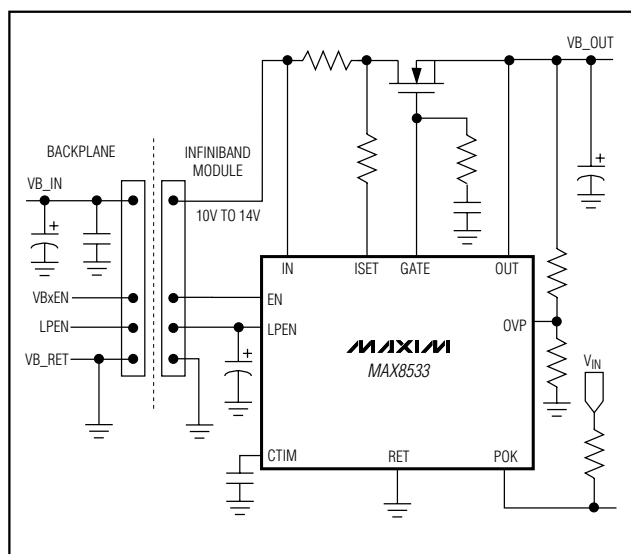 VB_OUT
BACKPLANE
INFINIBAND
MODULE
VB_IN
10V TO 14V
IN
ISET
GATE
OUT
VBxEN
EN
LPEN
LPEN
OVP
MAXIM
MAX8533
VIN
VB_RET
CTIM
RET
POK